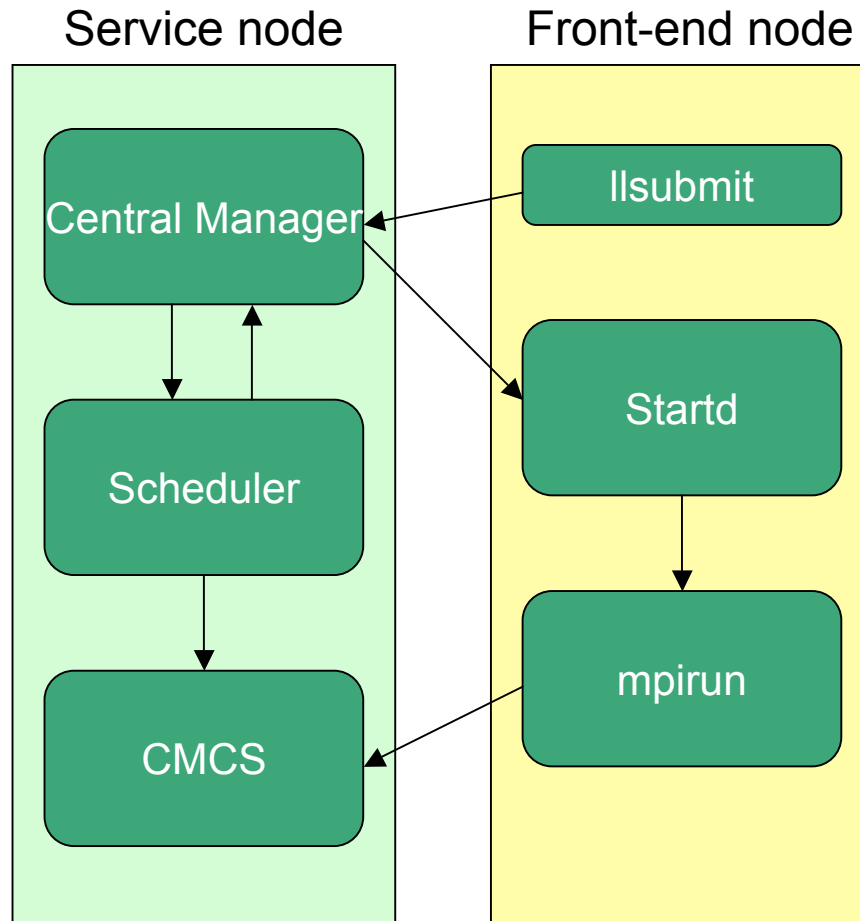 Service node
Front-end node
Central Manager
llsubmit
Startd
Scheduler
mpirun
CMCS